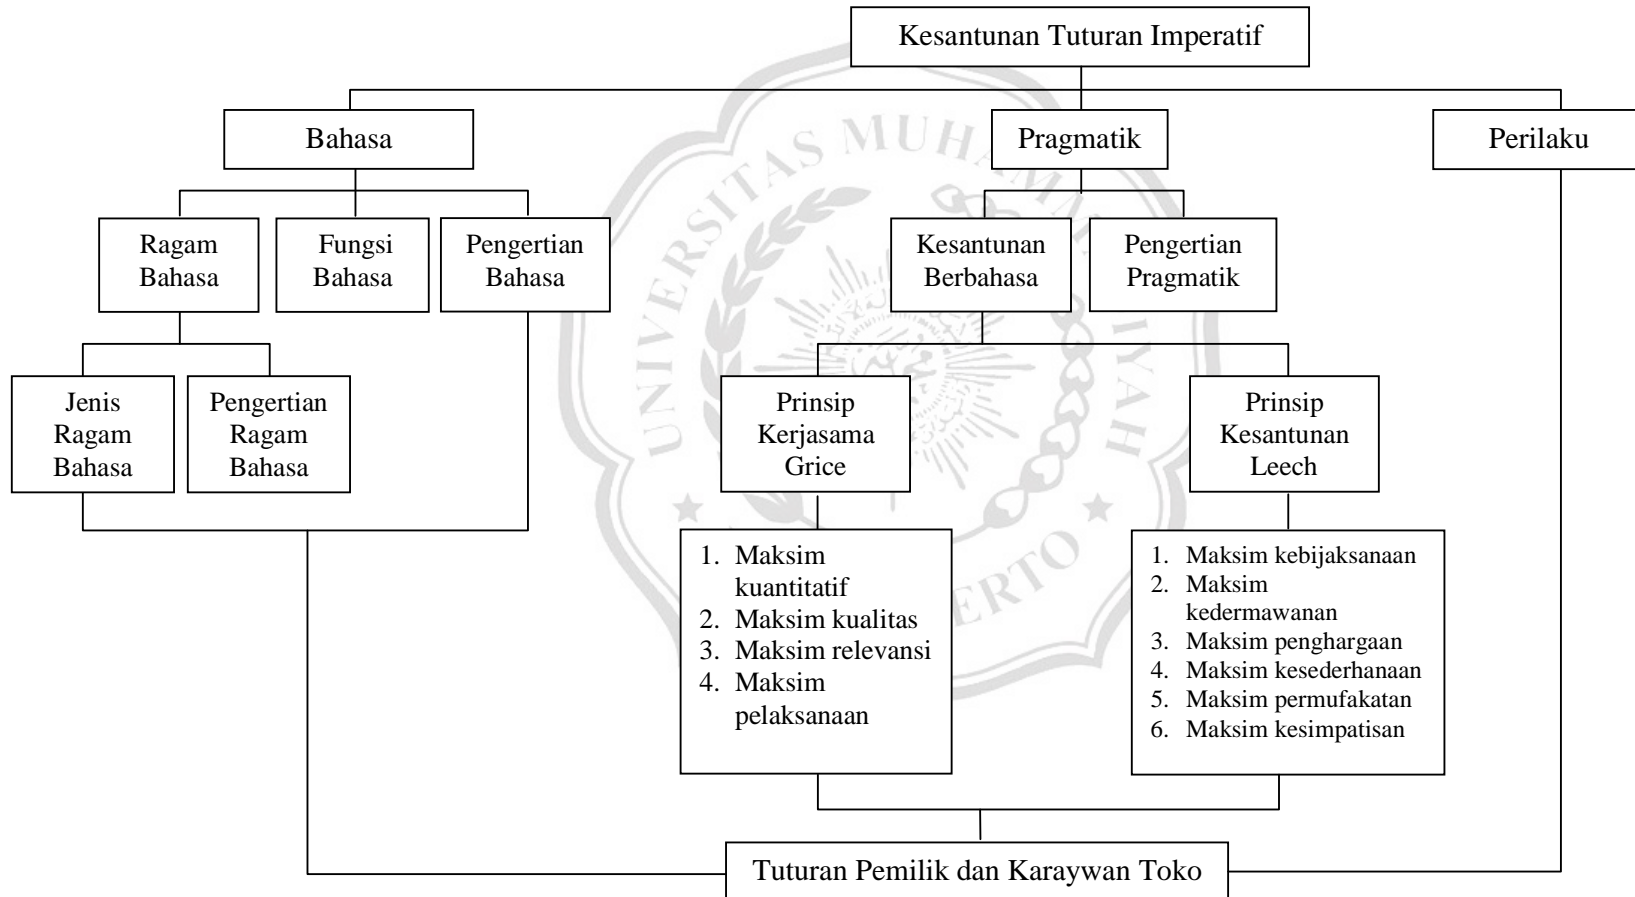 Kesantunan Tuturan Imperatif
Bahasa
Pragmatik
Perilaku
Ragam
Bahasa
Fungsi
Bahasa
Pengertian
Bahasa
Kesantunan
Berbahasa
Pengertian
Pragmatik
Jenis
Ragam
Bahasa
Pengertian
Ragam
Bahasa
Prinsip
Kerjasama
Grice
Prinsip
Kesantunan
Leech
1. Maksim
kuantitatif
2. Maksim kualitas
3. Maksim relevansi
4. Maksim
pelaksanaan
1. Maksim kebijaksanaan
2. Maksim
kedermawanan
3. Maksim penghargaan
4. Maksim kesederhanaan
5. Maksim permufakatan
6. Maksim kesimpatisan
Tuturan Pemilik dan Karaywan Toko
UNIVERSITAS MUHAMMADIYAH
ERTO